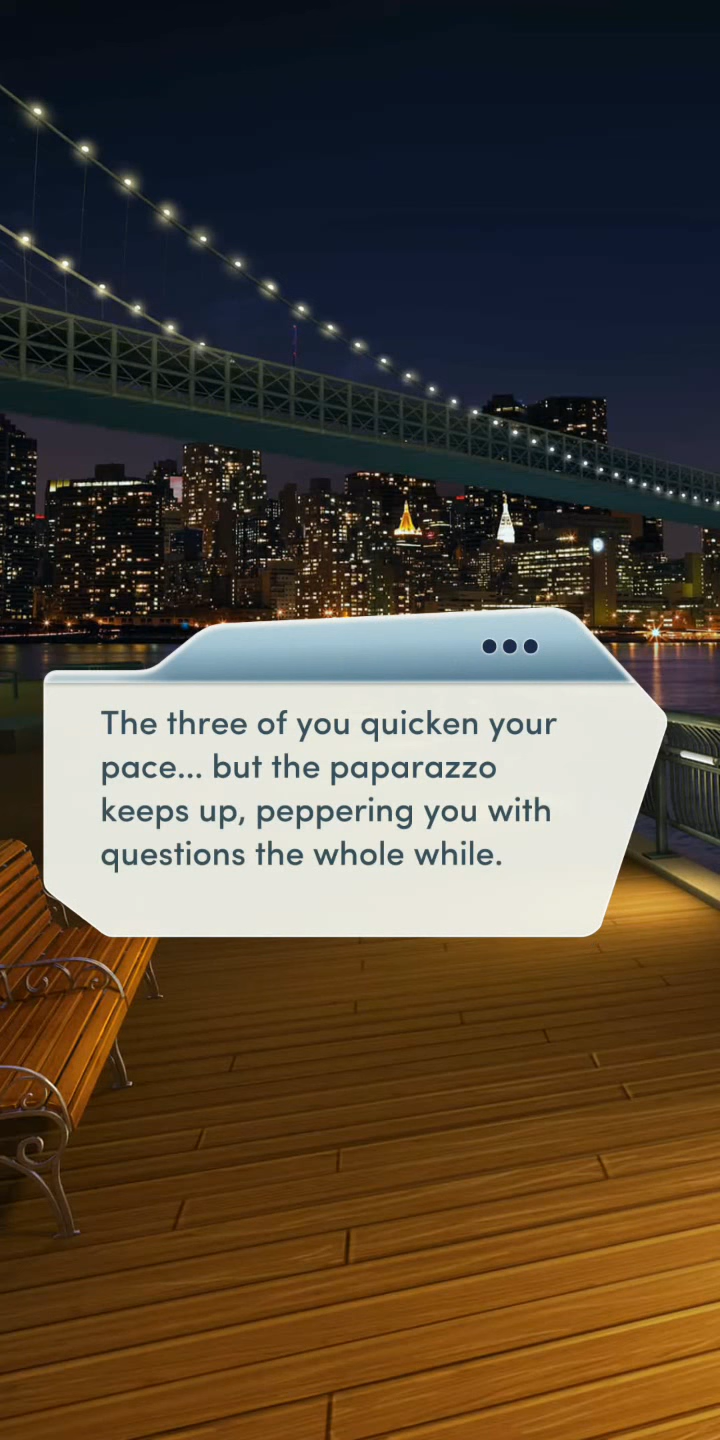 The three of you quicken your
pace... but the paparazzo
keeps up, peppering you with
questions the whole while.